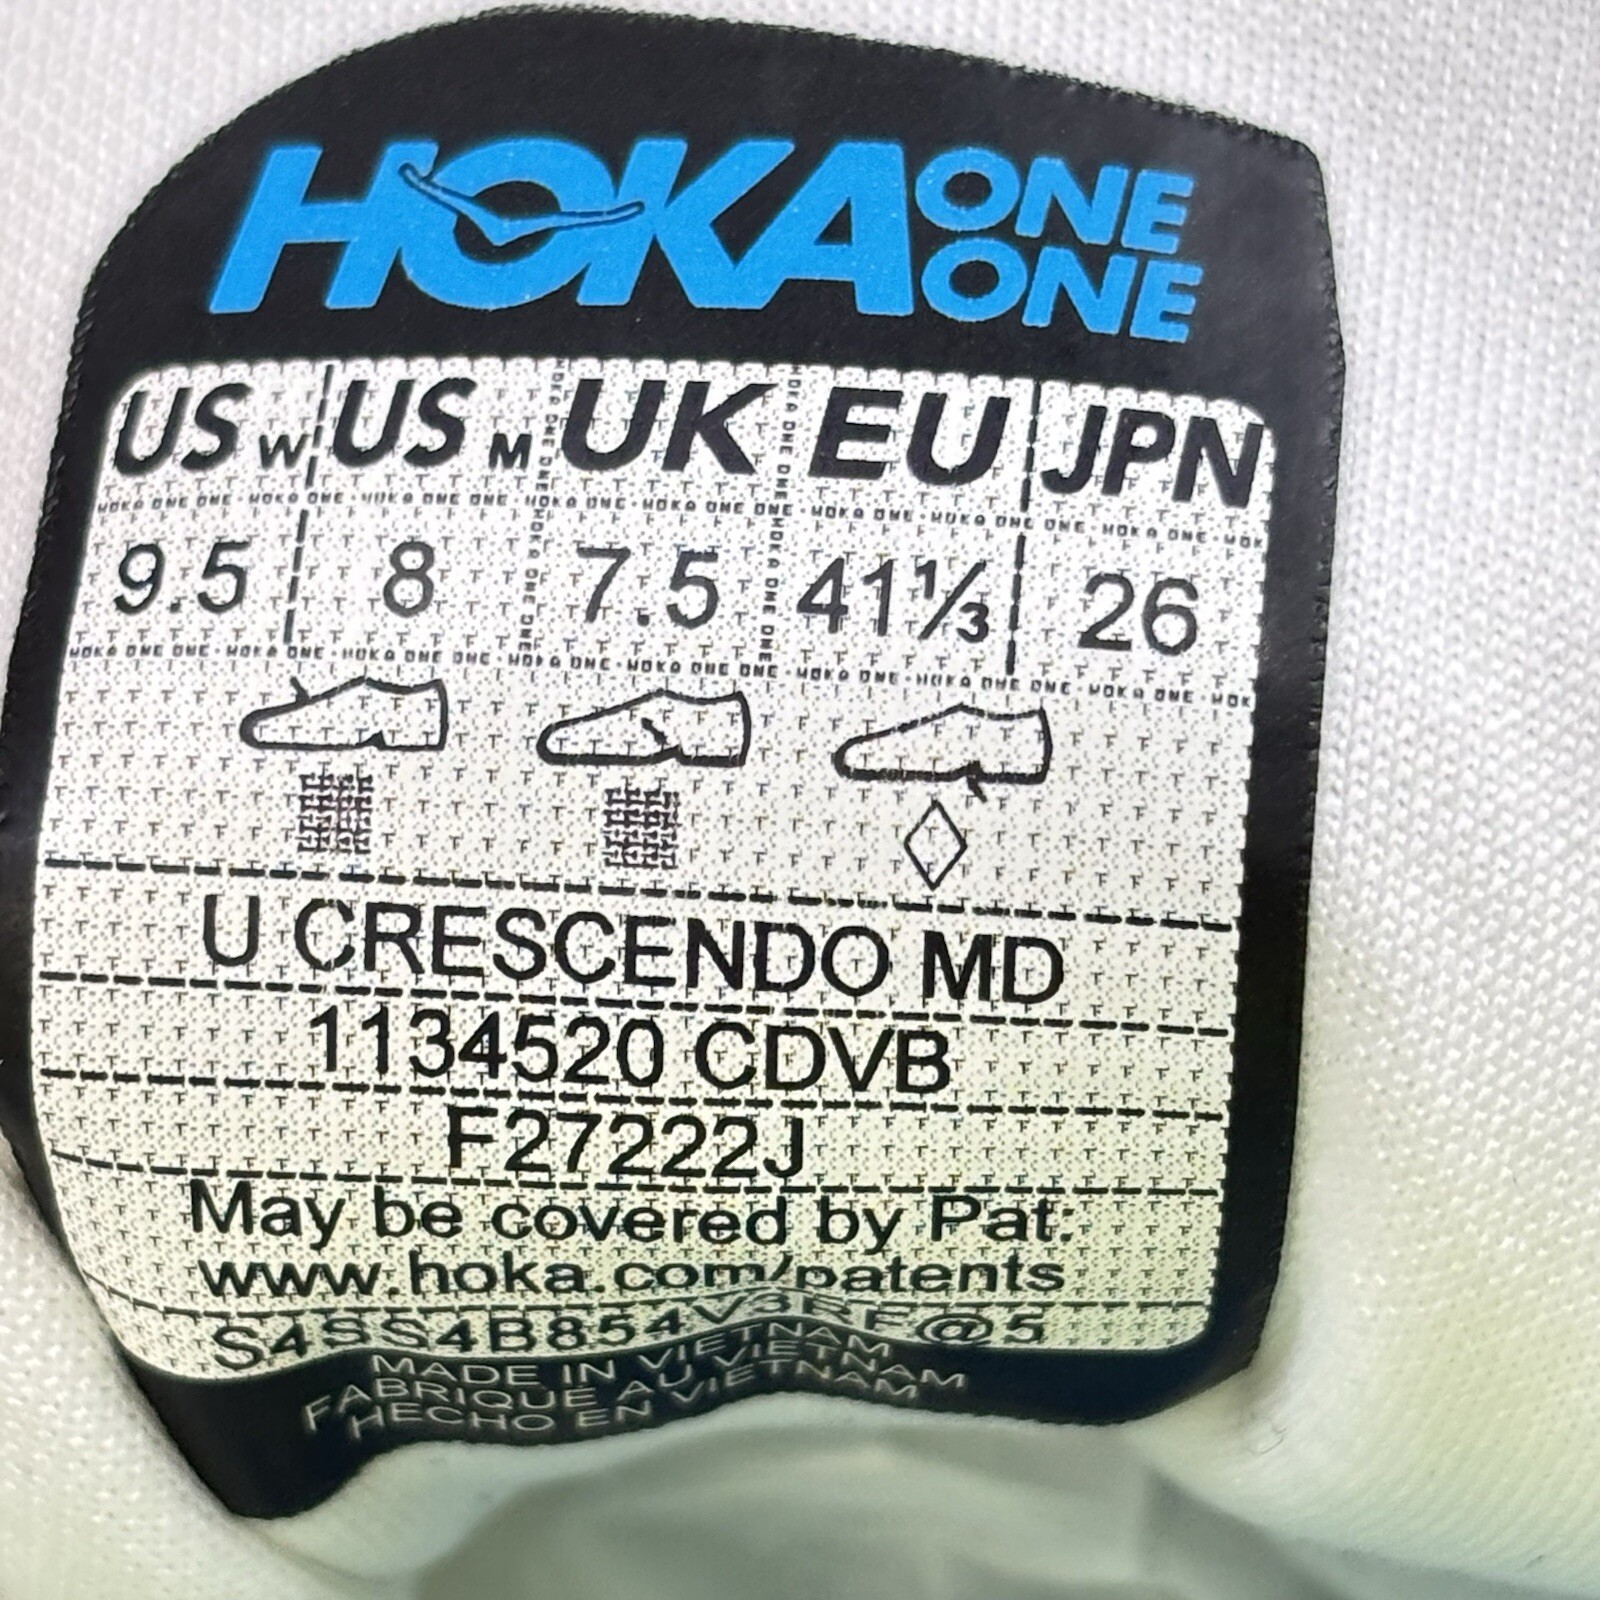 HOKA ONE ONE
US W US M UK EU JPN
9.5 8 7.5 41⅓ 26
U CRESCENDO MD
1134520 CDVB
F27222J
May be covered by Pat:
www.hoka.com/patents
S4SS4B854V3RF@5
MADE IN VIETNAM
FABRIQUE AU VIETNAM
HECHO EN VIETNAM